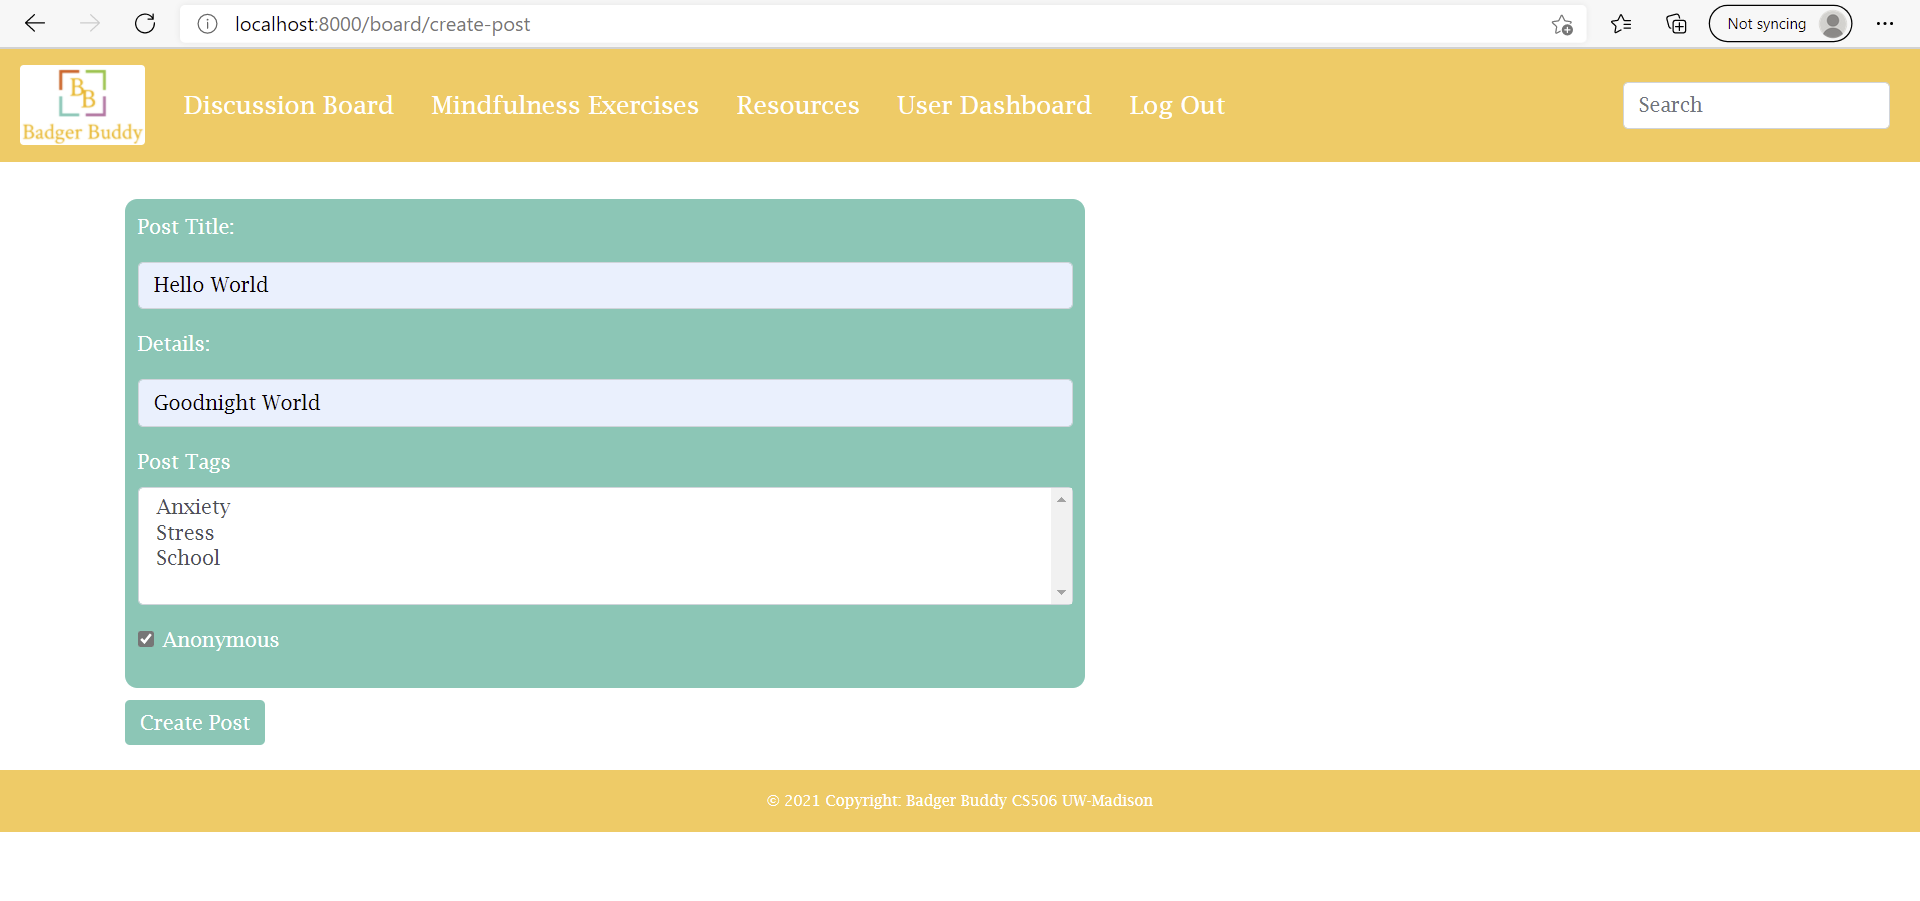 localhost:8000/board/create-post
Not syncing
BB
Badger Buddy
Discussion Board Mindfulness Exercises Resources User Dashboard Log Out
Search
Post Title:
Hello World
Details:
Goodnight World
Post Tags
Anxiety
Stress
School
Anonymous
Create Post
© 2021 Copyright: Badger Buddy CS506 UW-Madison